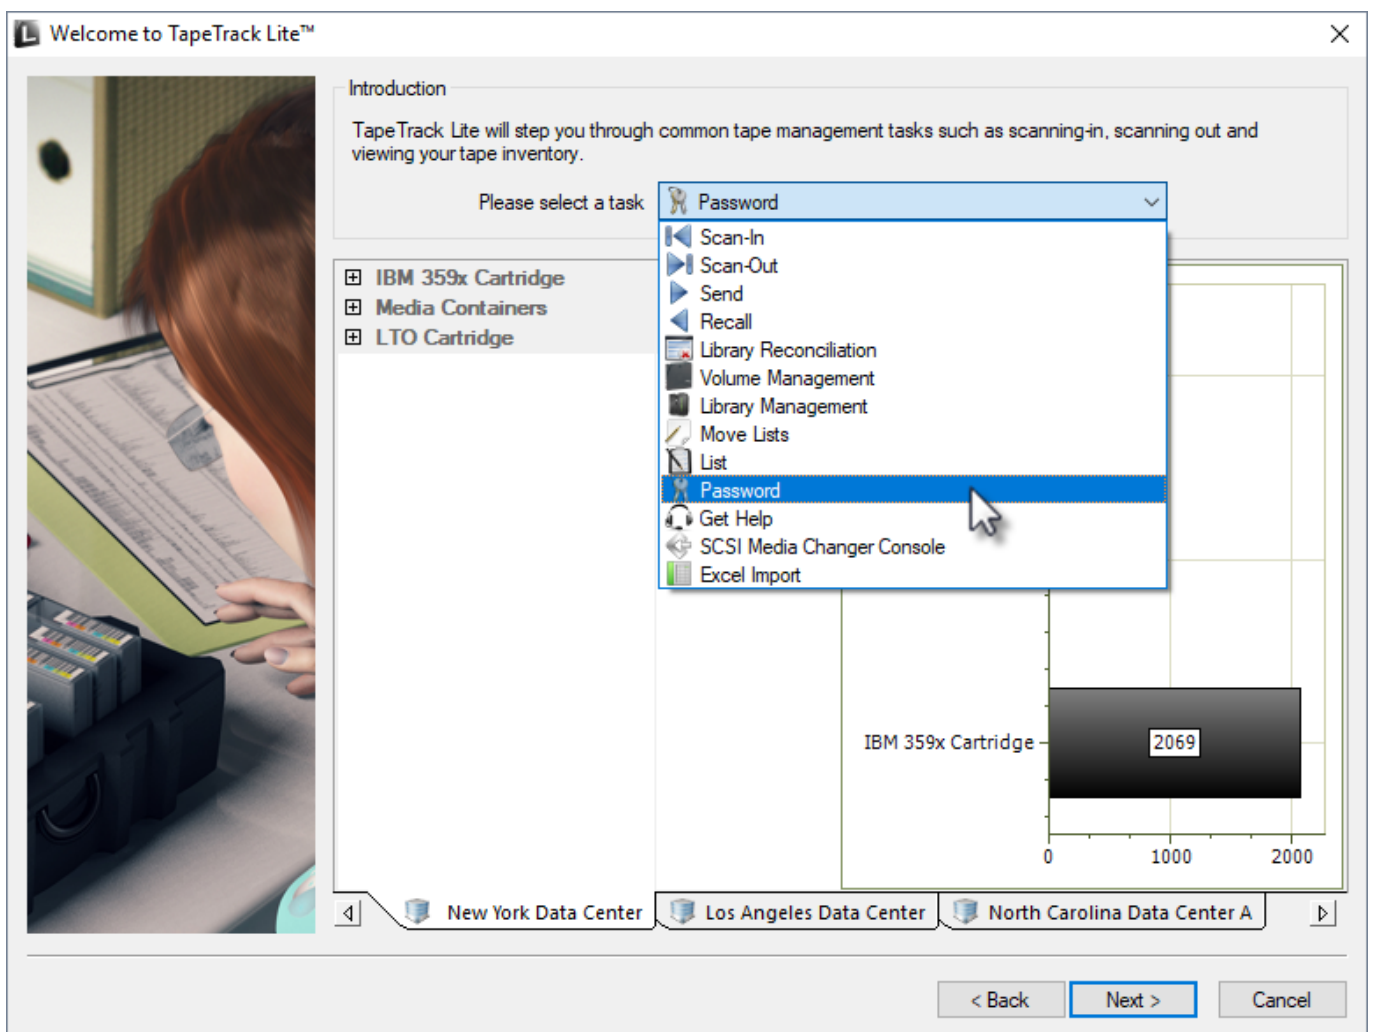 Welcome to TapeTrack Lite™
Introduction
TapeTrack Lite will step you through common tape management tasks such as scanning-in, scanning out and
viewing your tape inventory.
Please select a task
Password
Scan-In
Scan-Out
Send
Recall
Library Reconciliation
Volume Management
Library Management
Move Lists
List
Password
Get Help
SCSI Media Changer Console
Excel Import
IBM 359x Cartridge
Media Containers
LTO Cartridge
IBM 359x Cartridge
2069
0 1000 2000
New York Data Center Los Angeles Data Center North Carolina Data Center A
< Back Next > Cancel